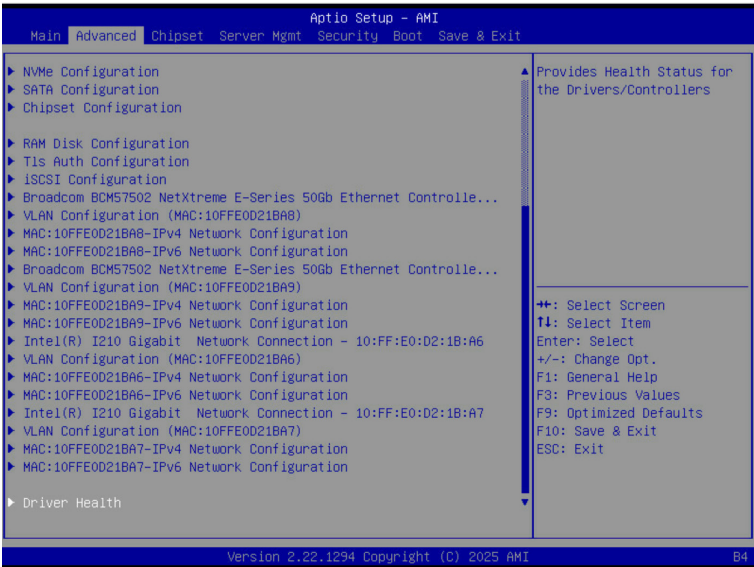 Aptio Setup - AMI
Main Advanced Chipset Server Mgmt Security Boot Save & Exit
▶ NVMe Configuration
▶ SATA Configuration
▶ Chipset Configuration
▶ RAM Disk Configuration
▶ Tls Auth Configuration
▶ iSCSI Configuration
▶ Broadcom BCM57502 NetXtreme E-Series 50Gb Ethernet Controlle...
▶ VLAN Configuration (MAC:10FFE0D21BA8)
▶ MAC:10FFE0D21BA8-IPv4 Network Configuration
▶ MAC:10FFE0D21BA8-IPv6 Network Configuration
▶ Broadcom BCM57502 NetXtreme E-Series 50Gb Ethernet Controlle...
▶ VLAN Configuration (MAC:10FFE0D21BA9)
▶ MAC:10FFE0D21BA9-IPv4 Network Configuration
▶ MAC:10FFE0D21BA9-IPv6 Network Configuration
▶ Intel(R) I210 Gigabit  Network Connection - 10:FF:E0:D2:1B:A6
▶ VLAN Configuration (MAC:10FFE0D21BA6)
▶ MAC:10FFE0D21BA6-IPv4 Network Configuration
▶ MAC:10FFE0D21BA6-IPv6 Network Configuration
▶ Intel(R) I210 Gigabit  Network Connection - 10:FF:E0:D2:1B:A7
▶ VLAN Configuration (MAC:10FFE0D21BA7)
▶ MAC:10FFE0D21BA7-IPv4 Network Configuration
▶ MAC:10FFE0D21BA7-IPv6 Network Configuration
▶ Driver Health
Provides Health Status for
the Drivers/Controllers
→←: Select Screen
↑↓: Select Item
Enter: Select
+/-: Change Opt.
F1: General Help
F3: Previous Values
F9: Optimized Defaults
F10: Save & Exit
ESC: Exit
Version 2.22.1294 Copyright (C) 2025 AMI
B4